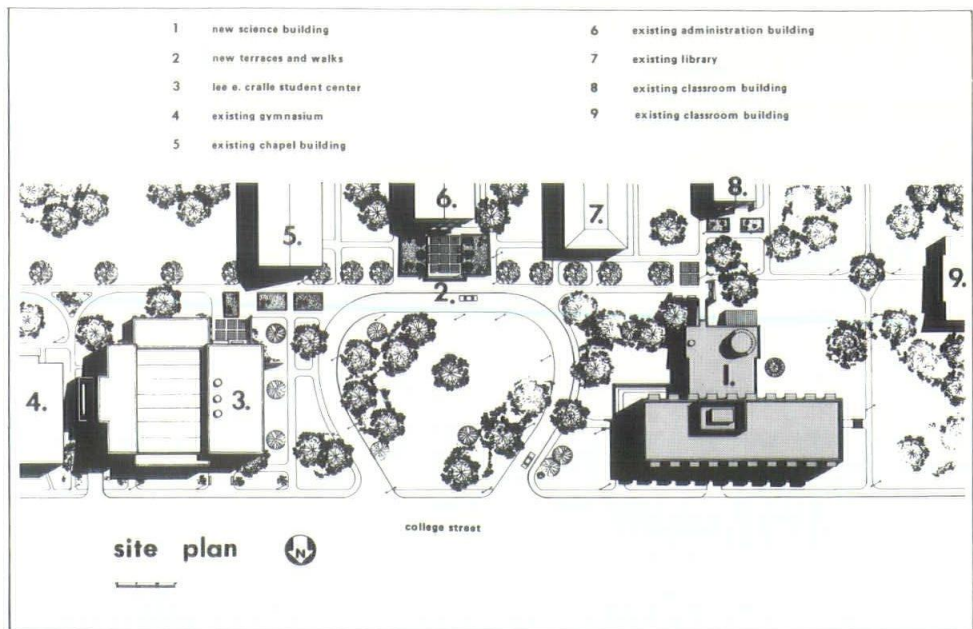 1 new science building
2 new terraces and walks
3 lee e. cralle student center
4 existing gymnasium
5 existing chapel building
6 existing administration building
7 existing library
8 existing classroom building
9 existing classroom building
5.
6.
7.
8.
9.
2.
4.
3.
1.
college street
site plan
N